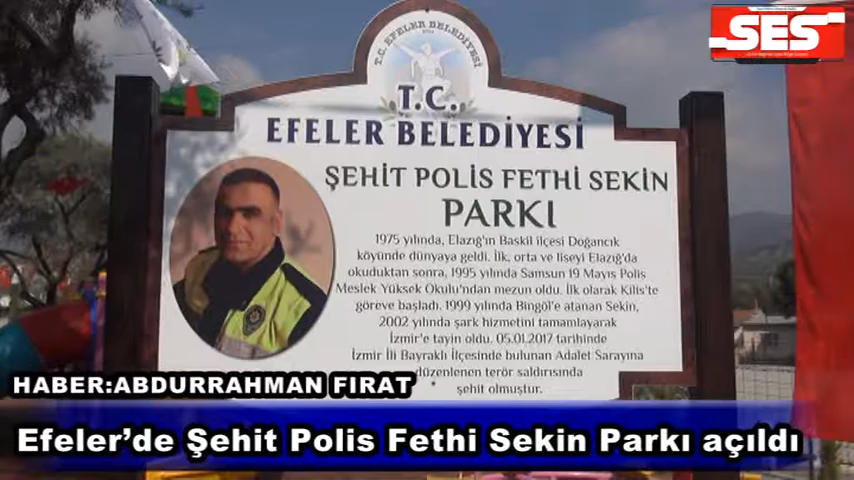 SES
T.C. EFELER BELEDİYESİ
T.C.
EFELER BELEDİYESİ
ŞEHİT POLİS FETHİ SEKİN
PARKI
1975 yılında, Elazığ'ın Baskil ilçesi Doğancık
köyünde dünyaya geldi. İlk, orta ve liseyi Elazığ'da
okuduktan sonra, 1995 yılında Samsun 19 Mayıs Polis
Meslek Yüksek Okulu'ndan mezun oldu. İlk olarak Kilis'te
göreve başladı. 1999 yılında Bingöl'e atanan Sekin,
2002 yılında şark hizmetini tamamlayarak
İzmir'e tayin oldu. 05.01.2017 tarihinde
İzmir İli Bayraklı İlçesinde bulunan Adalet Sarayına
düzenlenen terör saldırısında
şehit olmuştur.
HABER:ABDURRAHMAN FIRAT
Efeler’de Şehit Polis Fethi Sekin Parkı açıldı